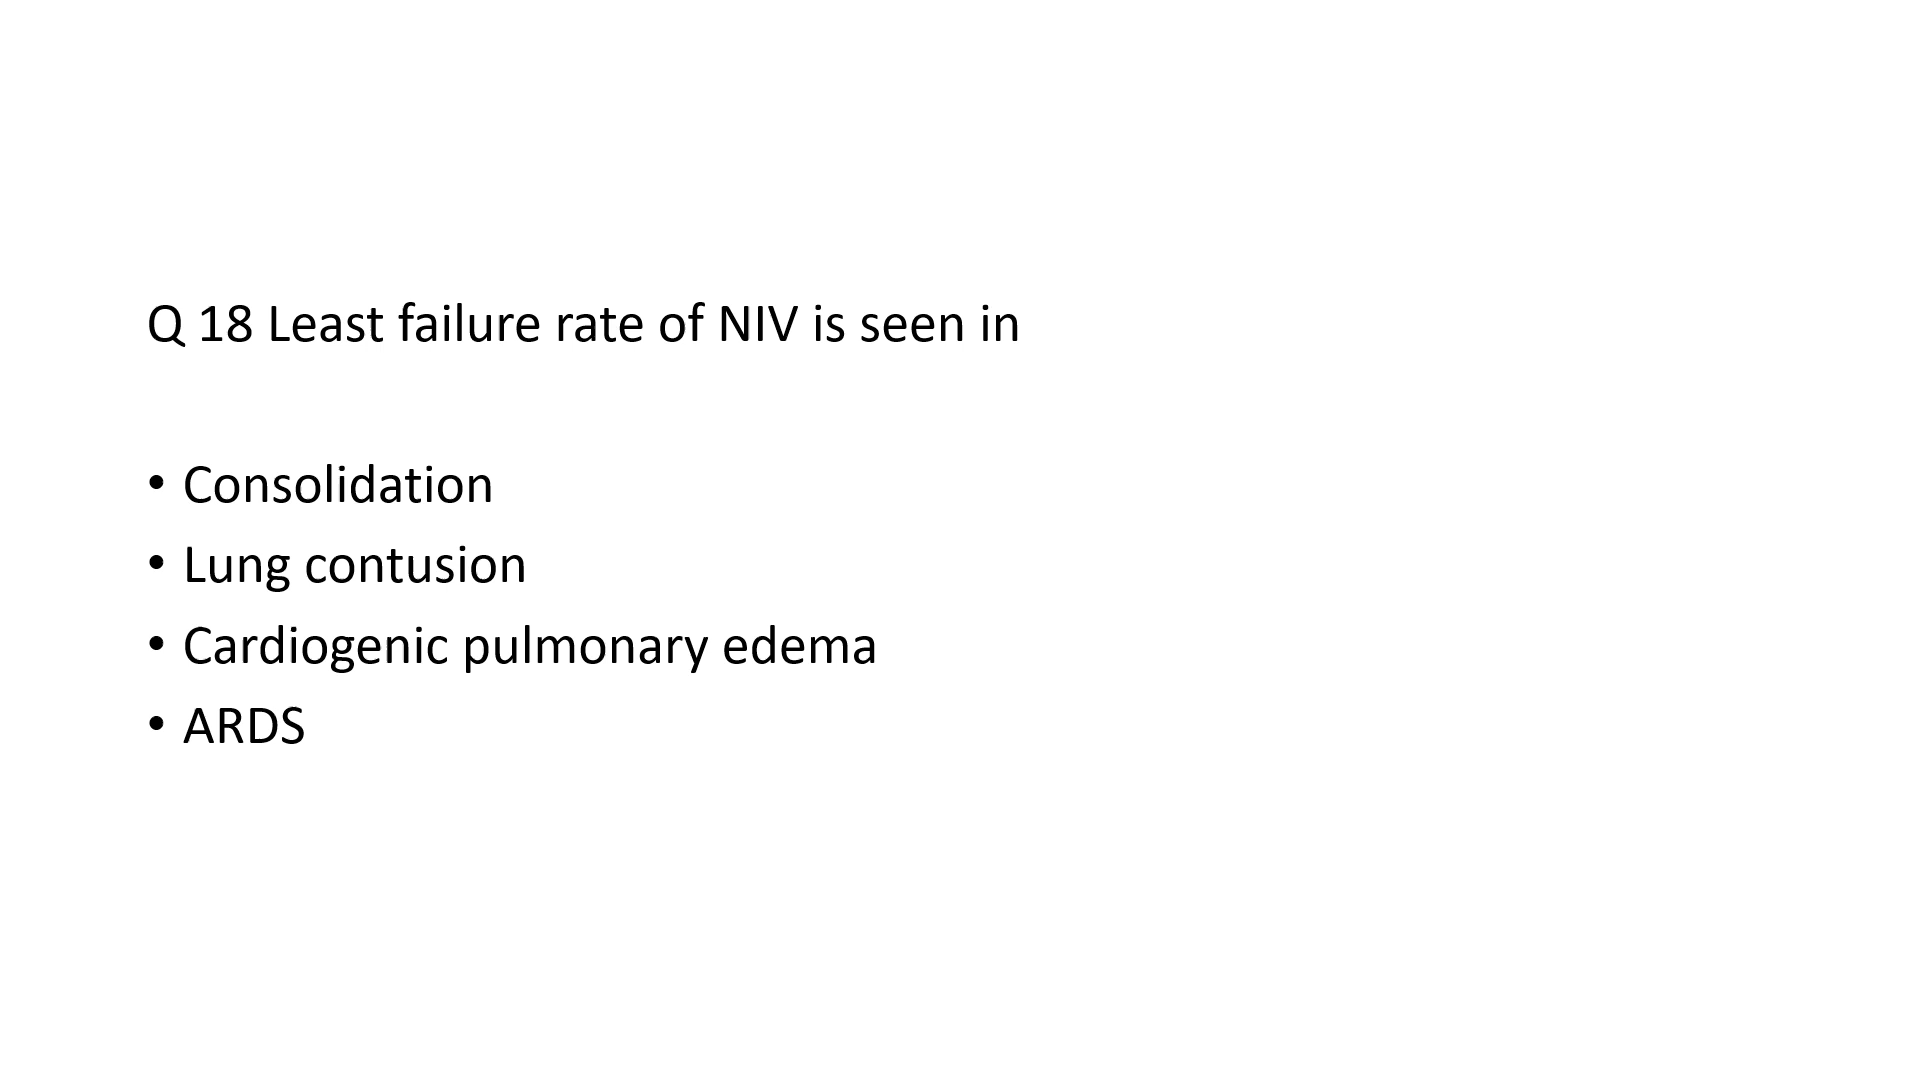 Q 18 Least failure rate of NIV is seen in
• Consolidation
• Lung contusion
• Cardiogenic pulmonary edema
• ARDS